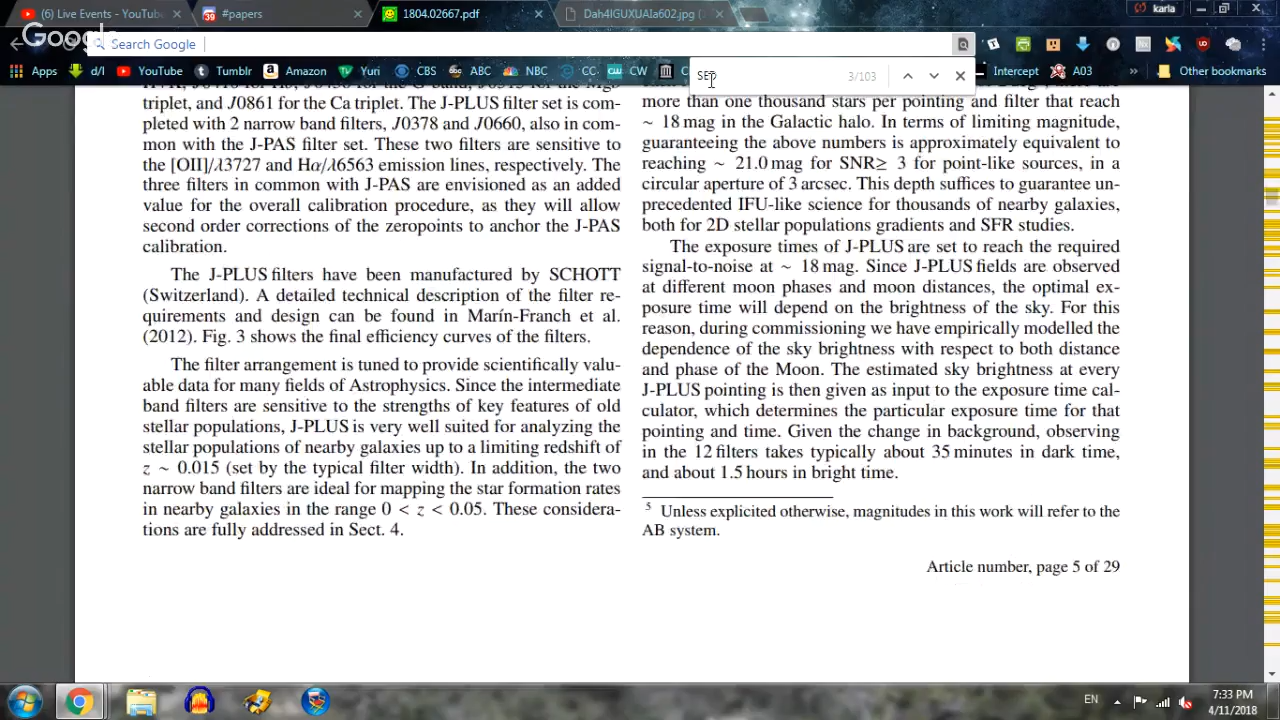 (6) Live Events - YouTube
#papers
1804.02667.pdf
Dah4IGUXUAIa602.jpg (
karla
Google
Search Google
Apps
d/l
YouTube
Tumblr
Amazon
Yuri
CBS
ABC
NBC
CC
CW
Intercept
A03
»
Other bookmarks
3/103
triplet, and J0861 for the Ca triplet. The J-PLUS filter set is com-
pleted with 2 narrow band filters, J0378 and J0660, also in com-
mon with the J-PAS filter set. These two filters are sensitive to
the [OII]/λ3727 and Hα/λ6563 emission lines, respectively. The
three filters in common with J-PAS are envisioned as an added
value for the overall calibration procedure, as they will allow
second order corrections of the zeropoints to anchor the J-PAS
calibration.
The J-PLUS filters have been manufactured by SCHOTT
(Switzerland). A detailed technical description of the filter re-
quirements and design can be found in Marín-Franch et al.
(2012). Fig. 3 shows the final efficiency curves of the filters.
The filter arrangement is tuned to provide scientifically valu-
able data for many fields of Astrophysics. Since the intermediate
band filters are sensitive to the strengths of key features of old
stellar populations, J-PLUS is very well suited for analyzing the
stellar populations of nearby galaxies up to a limiting redshift of
z ∼ 0.015 (set by the typical filter width). In addition, the two
narrow band filters are ideal for mapping the star formation rates
in nearby galaxies in the range 0 < z < 0.05. These considera-
tions are fully addressed in Sect. 4.
more than one thousand stars per pointing and filter that reach
∼ 18 mag in the Galactic halo. In terms of limiting magnitude,
guaranteeing the above numbers is approximately equivalent to
reaching ∼ 21.0 mag for SNR≥ 3 for point-like sources, in a
circular aperture of 3 arcsec. This depth suffices to guarantee un-
precedented IFU-like science for thousands of nearby galaxies,
both for 2D stellar populations gradients and SFR studies.
The exposure times of J-PLUS are set to reach the required
signal-to-noise at ∼ 18 mag. Since J-PLUS fields are observed
at different moon phases and moon distances, the optimal ex-
posure time will depend on the brightness of the sky. For this
reason, during commissioning we have empirically modelled the
dependence of the sky brightness with respect to both distance
and phase of the Moon. The estimated sky brightness at every
J-PLUS pointing is then given as input to the exposure time cal-
culator, which determines the particular exposure time for that
pointing and time. Given the change in background, observing
in the 12 filters takes typically about 35 minutes in dark time,
and about 1.5 hours in bright time.
5 Unless explicited otherwise, magnitudes in this work will refer to the
AB system.
Article number, page 5 of 29
EN
7:33 PM
4/11/2018